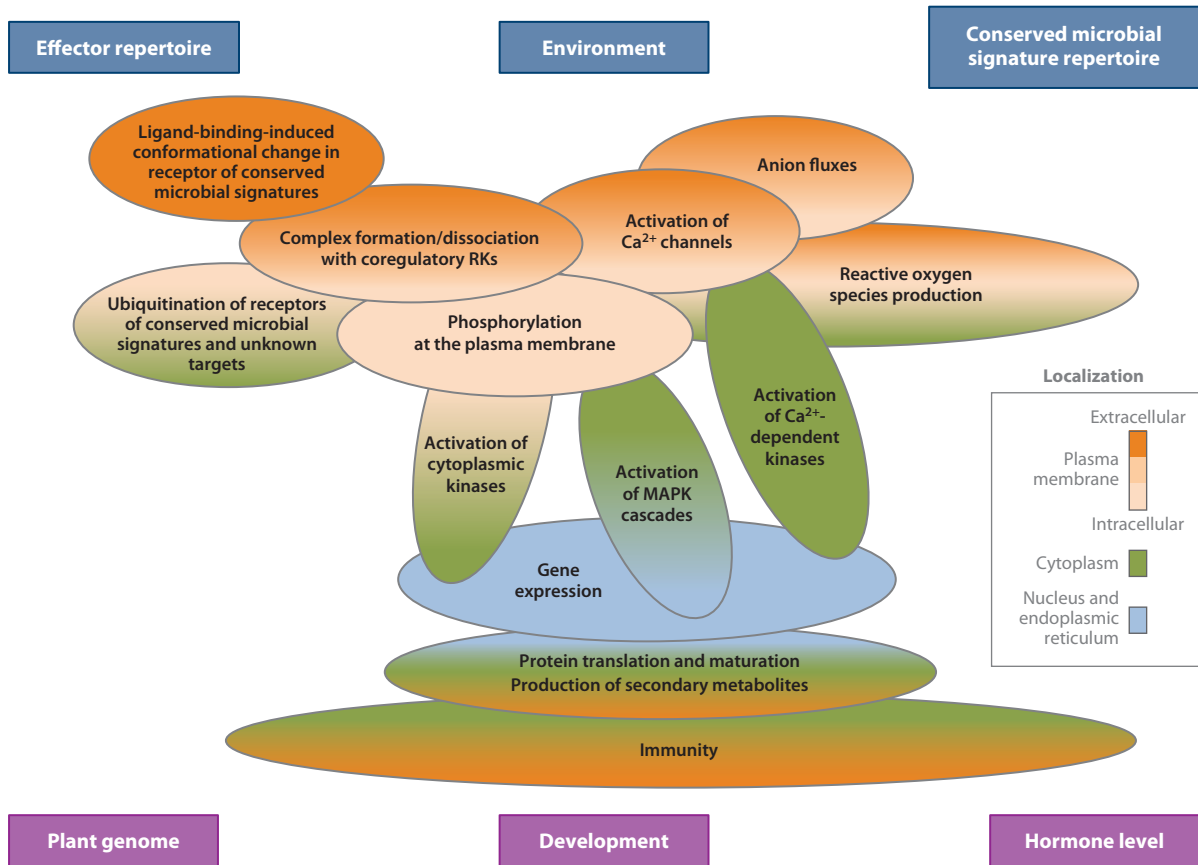 Effector repertoire
Environment
Conserved microbial
signature repertoire
Ligand-binding-induced
conformational change in
receptor of conserved
microbial signatures
Anion fluxes
Complex formation/dissociation
with coregulatory RKs
Activation of
Ca²⁺ channels
Reactive oxygen
species production
Ubiquitination of receptors
of conserved microbial
signatures and unknown
targets
Phosphorylation
at the plasma membrane
Activation of
cytoplasmic
kinases
Activation
of MAPK
cascades
Activation
of Ca²⁺-
dependent
kinases
Localization
Extracellular
Plasma
membrane
Intracellular
Cytoplasm
Nucleus and
endoplasmic
reticulum
Gene
expression
Protein translation and maturation
Production of secondary metabolites
Immunity
Plant genome
Development
Hormone level